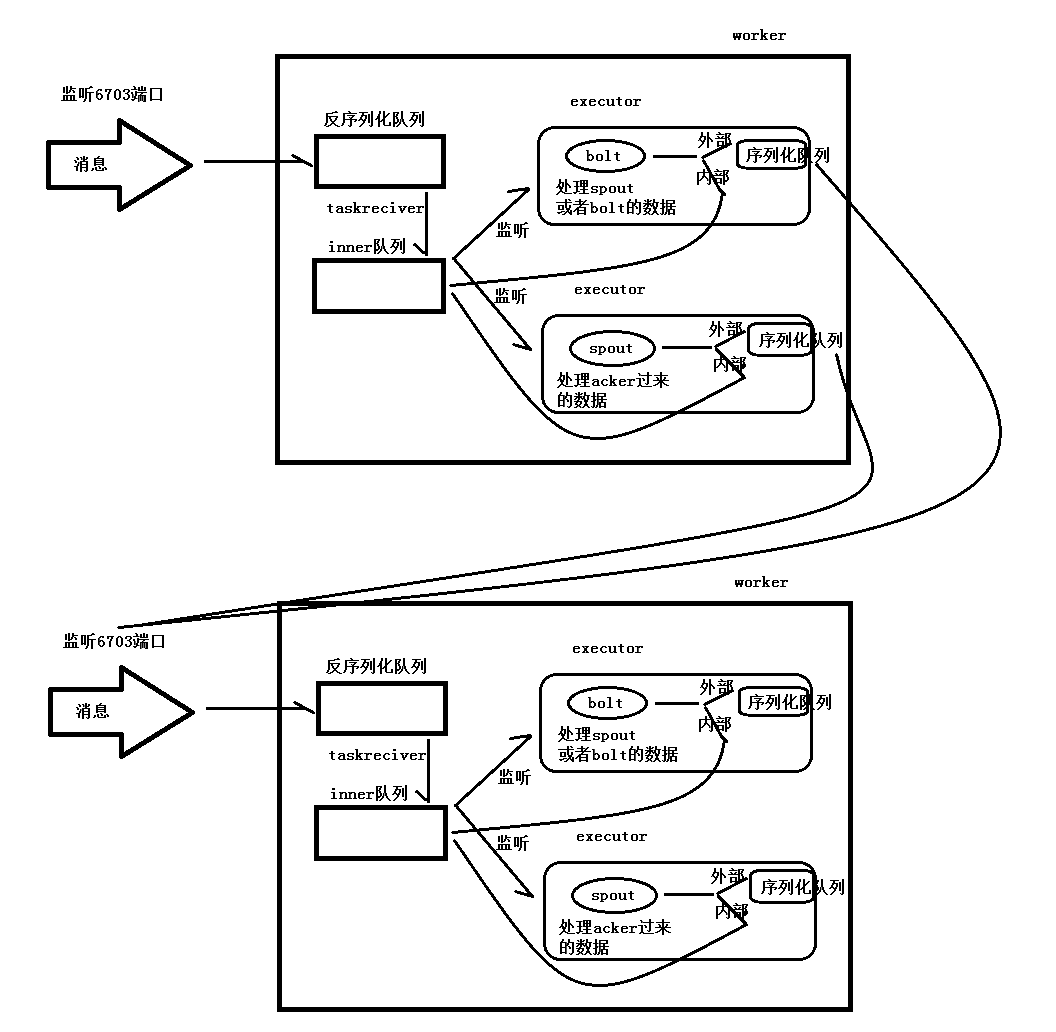 worker
监听6703端口
消息
反序列化队列
taskreciver
inner队列
监听
监听
executor
bolt
外部
内部
序列化队列
处理spout
或者bolt的数据
executor
spout
外部
内部
序列化队列
处理acker过来
的数据
worker
监听6703端口
消息
反序列化队列
taskreciver
inner队列
监听
监听
executor
bolt
外部
内部
序列化队列
处理spout
或者bolt的数据
executor
spout
外部
内部
序列化队列
处理acker过来
的数据